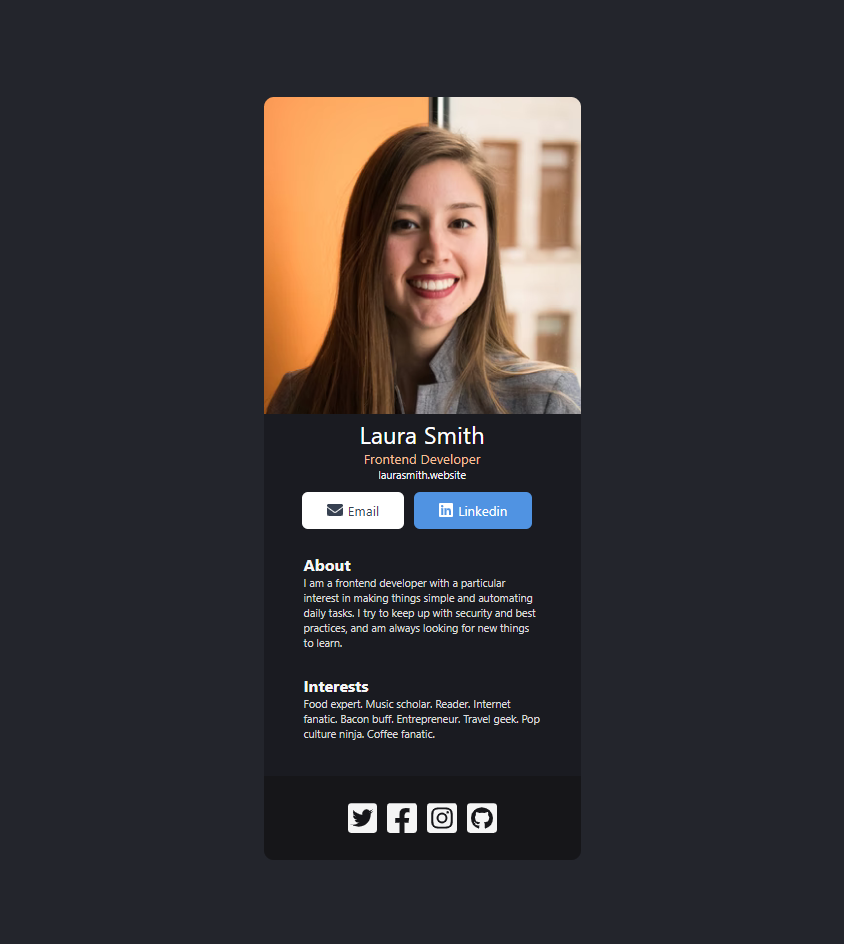 Laura Smith
Frontend Developer
laurasmith.website
Email
Linkedin
About
I am a frontend developer with a particular
interest in making things simple and automating
daily tasks. I try to keep up with security and best
practices, and am always looking for new things
to learn.
Interests
Food expert. Music scholar. Reader. Internet
fanatic. Bacon buff. Entrepreneur. Travel geek. Pop
culture ninja. Coffee fanatic.